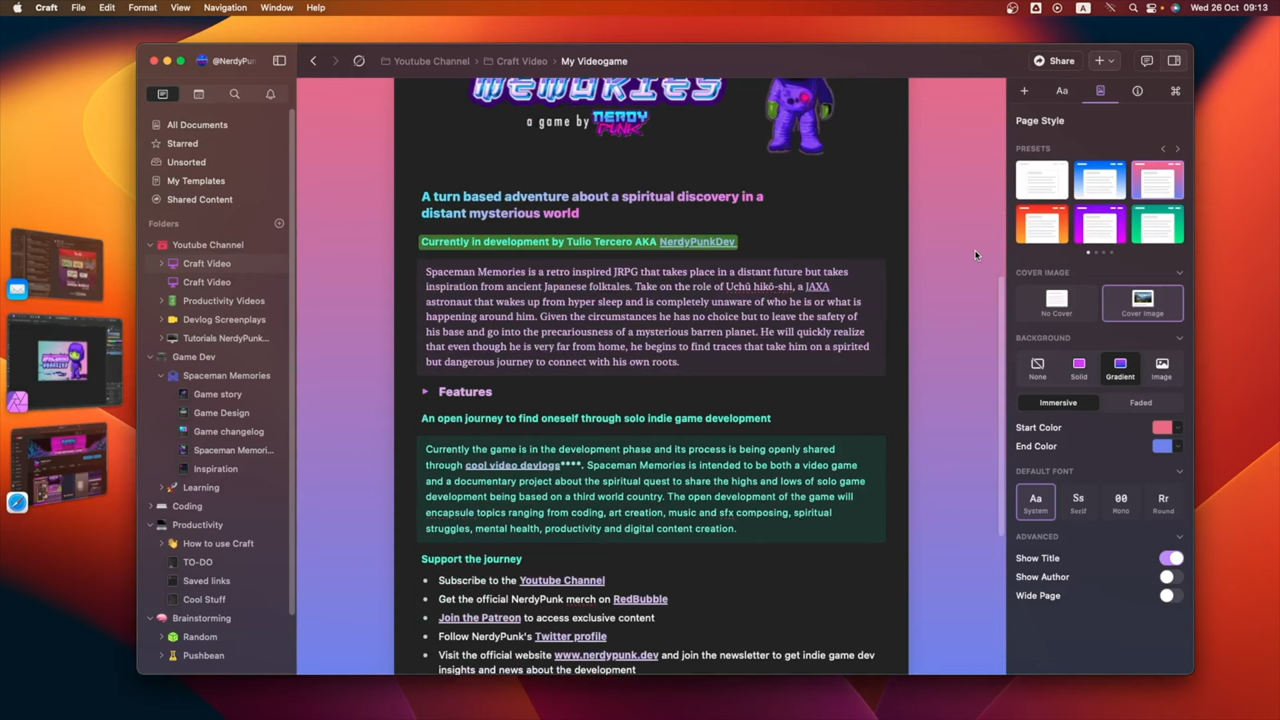 Craft File Edit Format View Navigation Window Help
A
Wed 26 Oct 09:13
@NerdyPun
Youtube Channel > Craft Video > My Videogame
Share
All Documents
Starred
Unsorted
My Templates
Shared Content
Folders
Youtube Channel
Craft Video
Craft Video
Productivity Videos
Devlog Screenplays
Tutorials NerdyPunk...
Game Dev
Spaceman Memories
Game story
Game Design
Game changelog
Spaceman Memori...
Inspiration
Learning
Coding
Productivity
How to use Craft
TO-DO
Saved links
Cool Stuff
Brainstorming
Random
Pushbean
MEMORIES
a game by NERDY PUNK
A turn based adventure about a spiritual discovery in a
distant mysterious world
Currently in development by Tulio Tercero AKA NerdyPunkDev
Spaceman Memories is a retro inspired JRPG that takes place in a distant future but takes
inspiration from ancient Japanese folktales. Take on the role of Uchū hikō-shi, a JAXA
astronaut that wakes up from hyper sleep and is completely unaware of who he is or what is
happening around him. Given the circumstances he has no choice but to leave the safety of
his base and go into the precariousness of a mysterious barren planet. He will quickly realize
that even though he is very far from home, he begins to find traces that take him on a spirited
but dangerous journey to connect with his own roots.
Features
An open journey to find oneself through solo indie game development
Currently the game is in the development phase and its process is being openly shared
through cool video devlogs****. Spaceman Memories is intended to be both a video game
and a documentary project about the spiritual quest to share the highs and lows of solo game
development being based on a third world country. The open development of the game will
encapsule topics ranging from coding, art creation, music and sfx composing, spiritual
struggles, mental health, productivity and digital content creation.
Support the journey
• Subscribe to the Youtube Channel
• Get the official NerdyPunk merch on RedBubble
• Join the Patreon to access exclusive content
• Follow NerdyPunk's Twitter profile
• Visit the official website www.nerdypunk.dev and join the newsletter to get indie game dev
insights and news about the development
Aa
Page Style
PRESETS
COVER IMAGE
No Cover
Cover Image
BACKGROUND
None
Solid
Gradient
Image
Immersive
Faded
Start Color
End Color
DEFAULT FONT
Aa Ss 00 Rr
System Serif Mono Round
ADVANCED
Show Title
Show Author
Wide Page